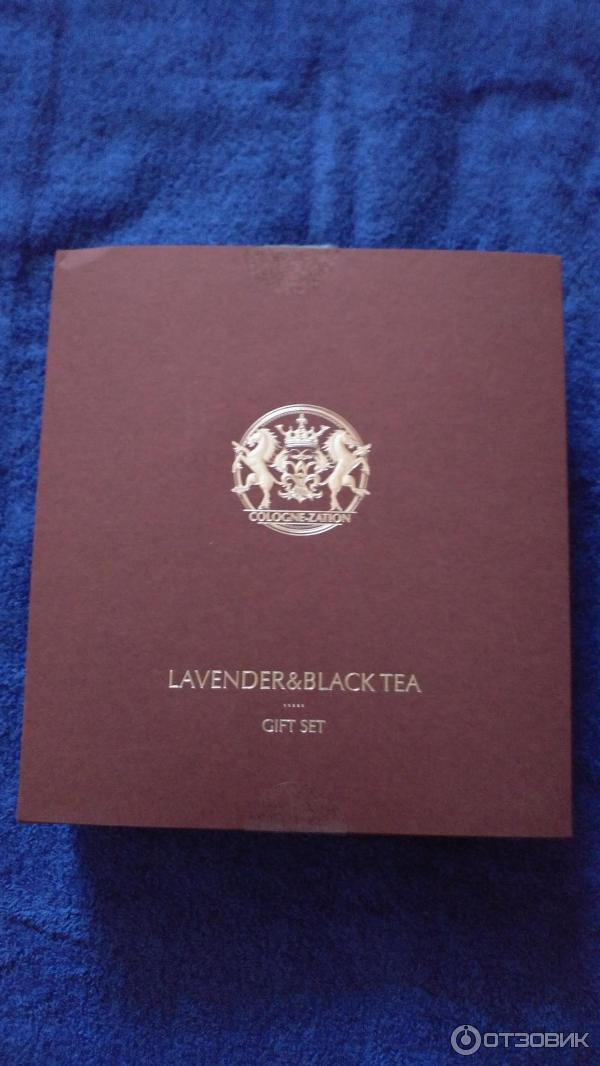 COLOGNE-ZATION
LAVENDER&BLACK TEA
GIFT SET
ОТЗОВИК